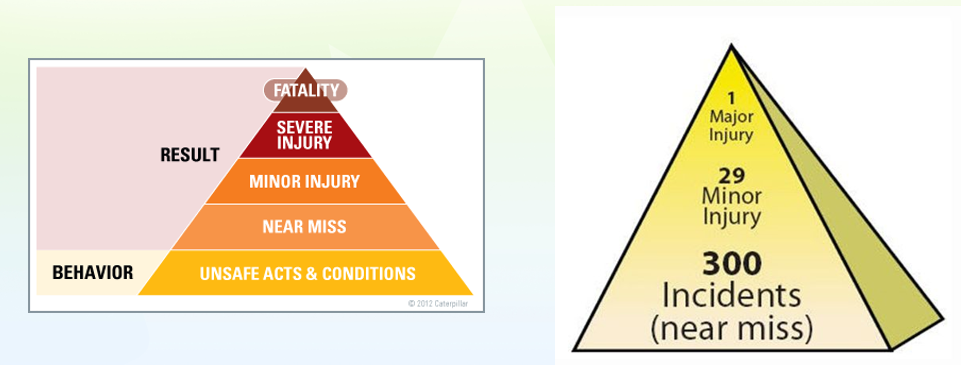 FATALITY
SEVERE
INJURY
RESULT
MINOR INJURY
NEAR MISS
BEHAVIOR
UNSAFE ACTS & CONDITIONS
© 2012 Caterpillar
1
Major
Injury
29
Minor
Injury
300
Incidents
(near miss)